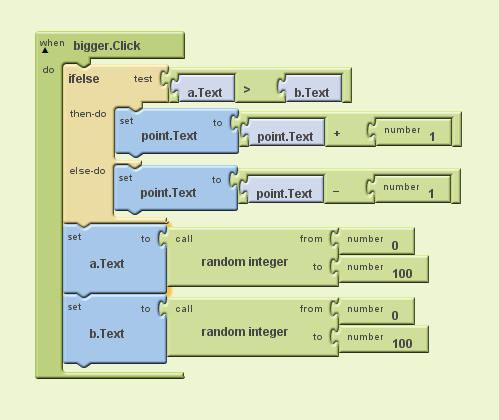 when bigger.Click
do ifelse test a.Text > b.Text
then-do set point.Text to point.Text + number 1
else-do set point.Text to point.Text – number 1
set a.Text to call random integer from number 0
to number 100
set b.Text to call random integer from number 0
to number 100